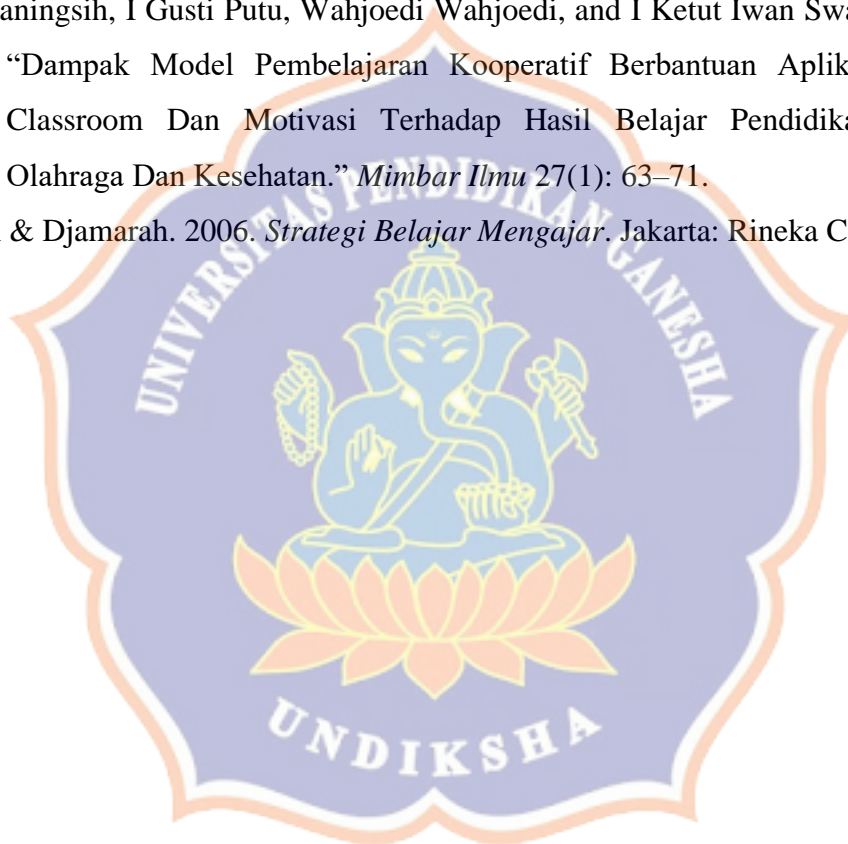 aningsih, I Gusti Putu, Wahjoedi Wahjoedi, and I Ketut Iwan Swa
“Dampak Model Pembelajaran Kooperatif Berbantuan Aplik
Classroom Dan Motivasi Terhadap Hasil Belajar Pendidika
Olahraga Dan Kesehatan.” Mimbar Ilmu 27(1): 63–71.
& Djamarah. 2006. Strategi Belajar Mengajar. Jakarta: Rineka C
UNIVERSITAS PENDIDIKAN GANESHA
UNDIKSHA